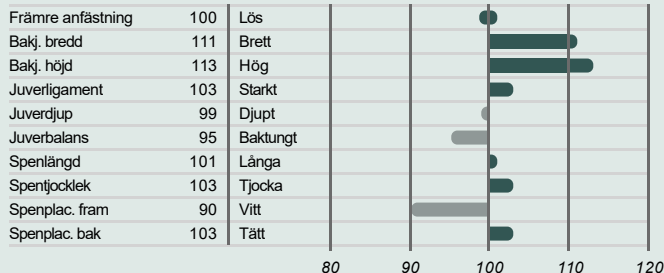 Främre anfästning 100 Lös
Bakj. bredd 111 Brett
Bakj. höjd 113 Hög
Juverligament 103 Starkt
Juverdjup 99 Djupt
Juverbalans 95 Baktungt
Spenlängd 101 Långa
Spentjocklek 103 Tjocka
Spenplac. fram 90 Vitt
Spenplac. bak 103 Tätt
80 90 100 110 120